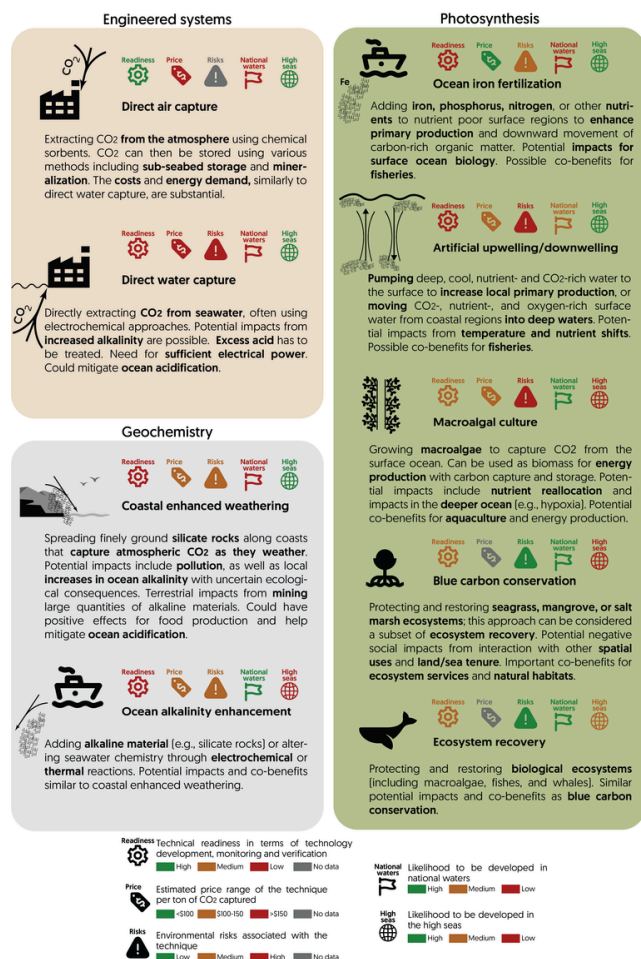 Engineered systems
CO2
Readiness Price Risks National waters High seas
Direct air capture
Extracting CO2 from the atmosphere using chemical
sorbents. CO2 can then be stored using various
methods including sub-seabed storage and miner-
alization. The costs and energy demand, similarly to
direct water capture, are substantial.
Readiness Price Risks National waters High seas
Direct water capture
CO2
Directly extracting CO2 from seawater, often using
electrochemical approaches. Potential impacts from
increased alkalinity are possible. Excess acid has to
be treated. Need for sufficient electrical power.
Could mitigate ocean acidification.
Geochemistry
Readiness Price Risks National waters High seas
Coastal enhanced weathering
Spreading finely ground silicate rocks along coasts
that capture atmospheric CO2 as they weather.
Potential impacts include pollution, as well as local
increases in ocean alkalinity with uncertain ecologi-
cal consequences. Terrestrial impacts from mining
large quantities of alkaline materials. Could have
positive effects for food production and help
mitigate ocean acidification.
Readiness Price Risks National waters High seas
Ocean alkalinity enhancement
Adding alkaline material (e.g., silicate rocks) or alter-
ing seawater chemistry through electrochemical or
thermal reactions. Potential impacts and co-benefits
similar to coastal enhanced weathering.
Photosynthesis
Readiness Price Risks National waters High seas
Fe
Ocean iron fertilization
Adding iron, phosphorus, nitrogen, or other nutri-
ents to nutrient poor surface regions to enhance
primary production and downward movement of
carbon-rich organic matter. Potential impacts for
surface ocean biology. Possible co-benefits for
fisheries.
Readiness Price Risks National waters High seas
Artificial upwelling/downwelling
Pumping deep, cool, nutrient- and CO2-rich water to
the surface to increase local primary production, or
moving CO2-, nutrient-, and oxygen-rich surface
water from coastal regions into deep waters. Poten-
tial impacts from temperature and nutrient shifts.
Possible co-benefits for fisheries.
Readiness Price Risks National waters High seas
Macroalgal culture
Growing macroalgae to capture CO2 from the
surface ocean. Can be used as biomass for energy
production with carbon capture and storage. Poten-
tial impacts include nutrient reallocation and
impacts in the deeper ocean (e.g., hypoxia). Potential
co-benefits for aquaculture and energy production.
Readiness Price Risks National waters High seas
Blue carbon conservation
Protecting and restoring seagrass, mangrove, or salt
marsh ecosystems; this approach can be considered
a subset of ecosystem recovery. Potential negative
social impacts from interaction with other spatial
uses and land/sea tenure. Important co-benefits for
ecosystem services and natural habitats.
Readiness Price Risks National waters High seas
Ecosystem recovery
Protecting and restoring biological ecosystems
(including macroalgae, fishes, and whales). Similar
potential impacts and co-benefits as blue carbon
conservation.
Readiness Technical readiness in terms of technology
development, monitoring and verification
High Medium Low No data
Price Estimated price range of the technique
per ton of CO2 captured
<$100 $100-150 >$150 No data
Risks Environmental risks associated with the
technique
Low Medium High No data
National waters Likelihood to be developed in
national waters
High Medium Low
High seas Likelihood to be developed in
the high seas
High Medium Low